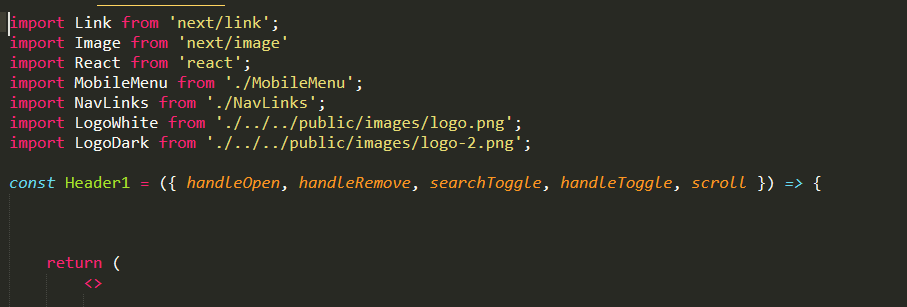 import Link from 'next/link';
import Image from 'next/image'
import React from 'react';
import MobileMenu from './MobileMenu';
import NavLinks from './NavLinks';
import LogoWhite from './../../public/images/logo.png';
import LogoDark from './../../public/images/logo-2.png';
const Header1 = ({ handleOpen, handleRemove, searchToggle, handleToggle, scroll }) => {
return (
<>